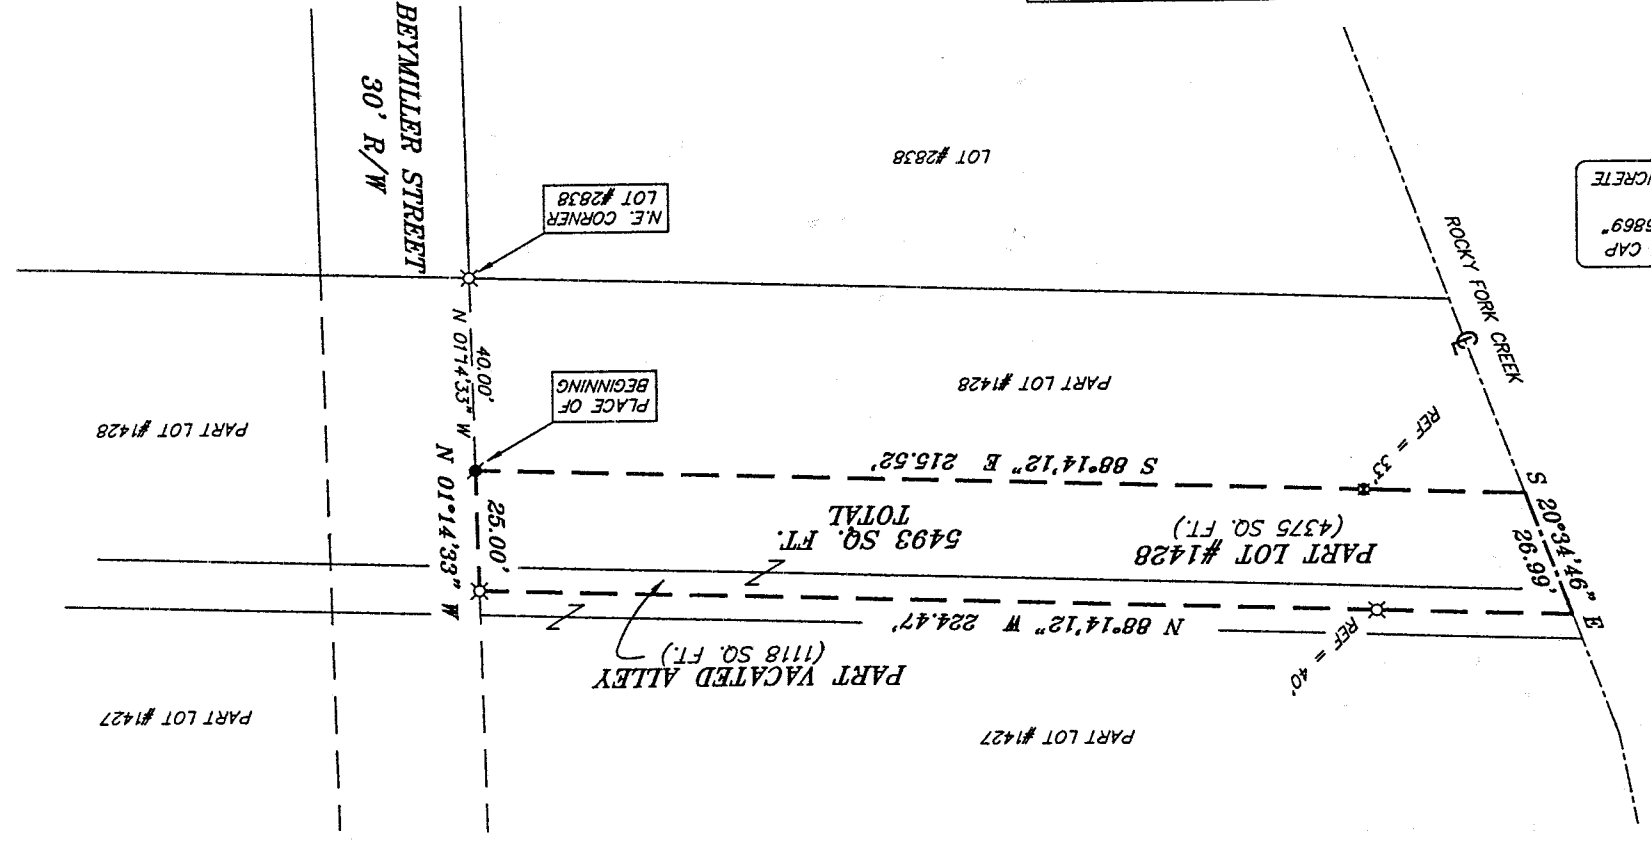 BEYMILLER STREET
30' R/W
LOT #2838
N.E. CORNER
LOT #2838
CAP
6869"
CRETE
ROCKY FORK CREEK
40.00'
N 01°14'33" W
PLACE OF
BEGINNING
PART LOT #1428
PART LOT #1428
REF = 33'
S 88°14'12" E 215.52'
N 01°14'33" W
25.00'
5493 SQ. FT.
TOTAL
PART LOT #1428
(4375 SQ. FT.)
S 20°34'46" E
26.99'
N 88°14'12" W 224.47'
REF = 40'
PART VACATED ALLEY
(1118 SQ. FT.)
PART LOT #1427
PART LOT #1427